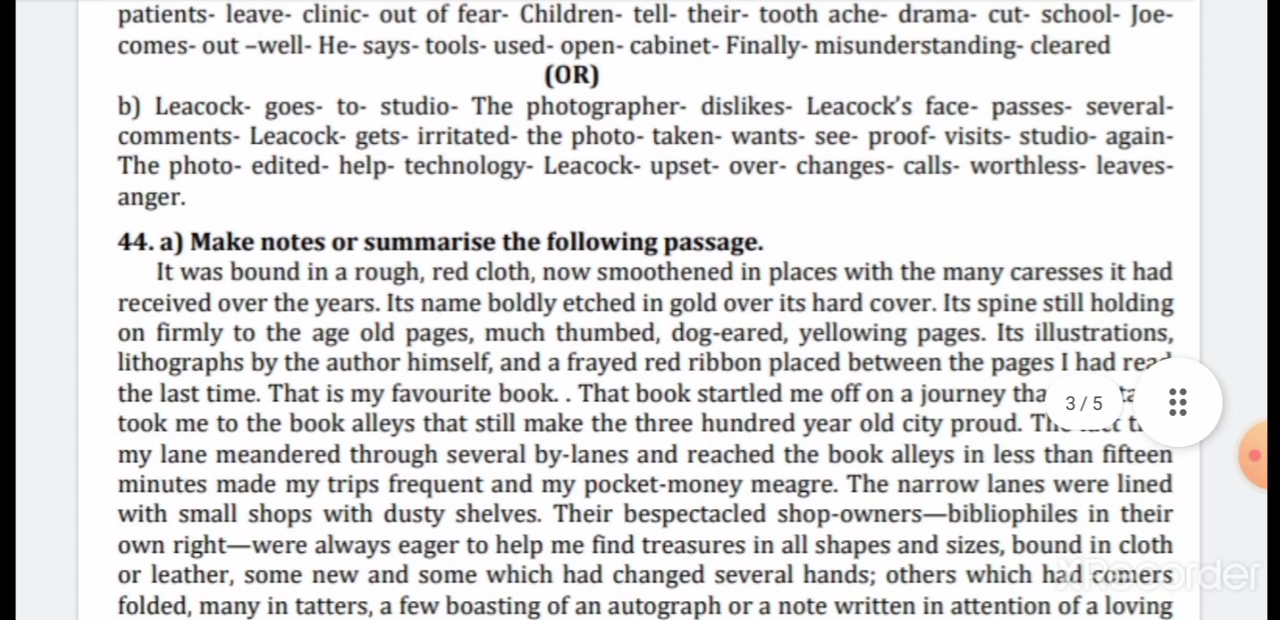 patients- leave- clinic- out of fear- Children- tell- their- tooth ache- drama- cut- school- Joe-
comes- out –well- He- says- tools- used- open- cabinet- Finally- misunderstanding- cleared
(OR)
b) Leacock- goes- to- studio- The photographer- dislikes- Leacock's face- passes- several-
comments- Leacock- gets- irritated- the photo- taken- wants- see- proof- visits- studio- again-
The photo- edited- help- technology- Leacock- upset- over- changes- calls- worthless- leaves-
anger.
44. a) Make notes or summarise the following passage.
It was bound in a rough, red cloth, now smoothened in places with the many caresses it had
received over the years. Its name boldly etched in gold over its hard cover. Its spine still holding
on firmly to the age old pages, much thumbed, dog-eared, yellowing pages. Its illustrations,
lithographs by the author himself, and a frayed red ribbon placed between the pages I had read
the last time. That is my favourite book. . That book startled me off on a journey
3 / 5
took me to the book alleys that still make the three hundred year old city proud.
my lane meandered through several by-lanes and reached the book alleys in less than fifteen
minutes made my trips frequent and my pocket-money meagre. The narrow lanes were lined
with small shops with dusty shelves. Their bespectacled shop-owners—bibliophiles in their
own right—were always eager to help me find treasures in all shapes and sizes, bound in cloth
or leather, some new and some which had changed several hands; others which had corners
XRecorder
folded, many in tatters, a few boasting of an autograph or a note written in attention of a loving